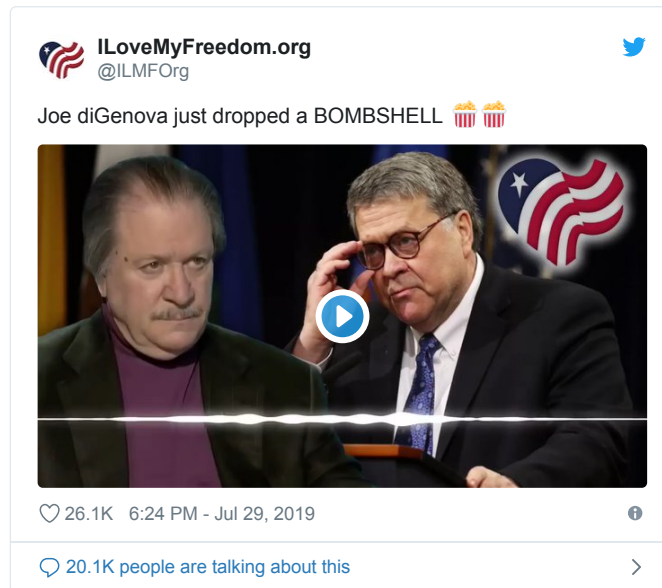 ILoveMyFreedom.org
@ILMFOrg
Joe diGenova just dropped a BOMBSHELL 🍿🍿
26.1K 6:24 PM - Jul 29, 2019
20.1K people are talking about this